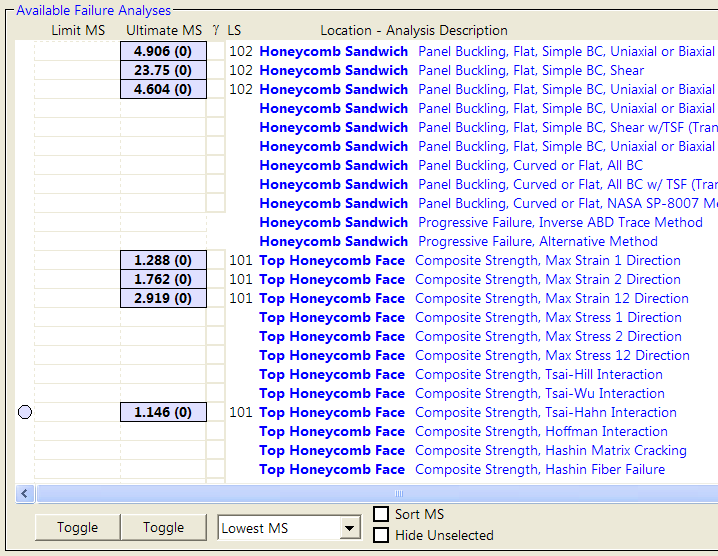 Available Failure Analyses
Limit MS Ultimate MS γ LS Location - Analysis Description
4.906 (0) 102 Honeycomb Sandwich Panel Buckling, Flat, Simple BC, Uniaxial or Biaxial
23.75 (0) 102 Honeycomb Sandwich Panel Buckling, Flat, Simple BC, Shear
4.604 (0) 102 Honeycomb Sandwich Panel Buckling, Flat, Simple BC, Uniaxial or Biaxial
Honeycomb Sandwich Panel Buckling, Flat, Simple BC, Uniaxial or Biaxial
Honeycomb Sandwich Panel Buckling, Flat, Simple BC, Shear w/TSF (Tran
Honeycomb Sandwich Panel Buckling, Flat, Simple BC, Uniaxial or Biaxial
Honeycomb Sandwich Panel Buckling, Curved or Flat, All BC
Honeycomb Sandwich Panel Buckling, Curved or Flat, All BC w/ TSF (Tran
Honeycomb Sandwich Panel Buckling, Curved or Flat, NASA SP-8007 Me
Honeycomb Sandwich Progressive Failure, Inverse ABD Trace Method
Honeycomb Sandwich Progressive Failure, Alternative Method
1.288 (0) 101 Top Honeycomb Face Composite Strength, Max Strain 1 Direction
1.762 (0) 101 Top Honeycomb Face Composite Strength, Max Strain 2 Direction
2.919 (0) 101 Top Honeycomb Face Composite Strength, Max Strain 12 Direction
Top Honeycomb Face Composite Strength, Max Stress 1 Direction
Top Honeycomb Face Composite Strength, Max Stress 2 Direction
Top Honeycomb Face Composite Strength, Max Stress 12 Direction
Top Honeycomb Face Composite Strength, Tsai-Hill Interaction
Top Honeycomb Face Composite Strength, Tsai-Wu Interaction
1.146 (0) 101 Top Honeycomb Face Composite Strength, Tsai-Hahn Interaction
Top Honeycomb Face Composite Strength, Hoffman Interaction
Top Honeycomb Face Composite Strength, Hashin Matrix Cracking
Top Honeycomb Face Composite Strength, Hashin Fiber Failure
Toggle Toggle Lowest MS Sort MS
Hide Unselected